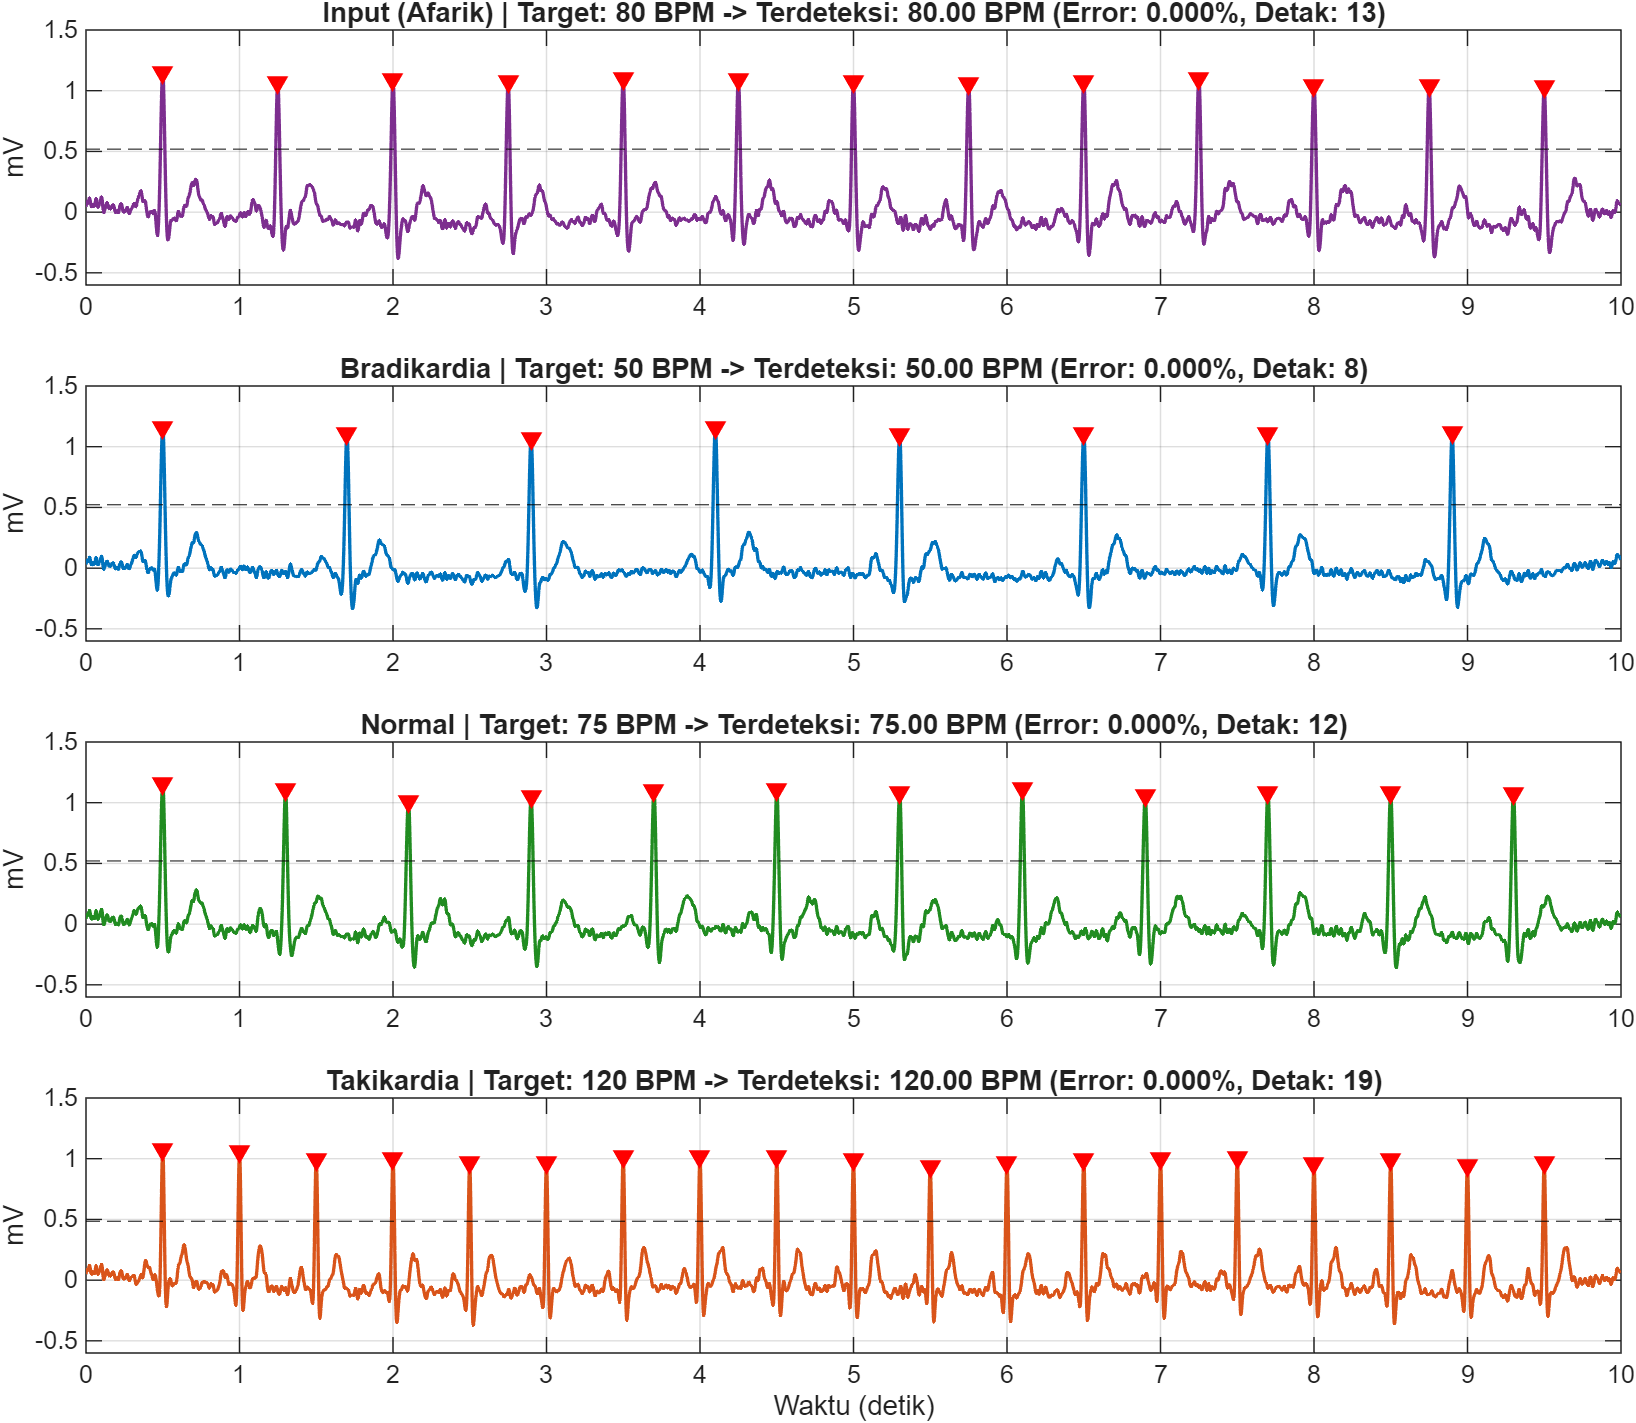 Input (Afarik) | Target: 80 BPM -> Terdeteksi: 80.00 BPM (Error: 0.000%, Detak: 13)
1.5
1
0.5
0
-0.5
mV
0 1 2 3 4 5 6 7 8 9 10
Bradikardia | Target: 50 BPM -> Terdeteksi: 50.00 BPM (Error: 0.000%, Detak: 8)
1.5
1
0.5
0
-0.5
mV
0 1 2 3 4 5 6 7 8 9 10
Normal | Target: 75 BPM -> Terdeteksi: 75.00 BPM (Error: 0.000%, Detak: 12)
1.5
1
0.5
0
-0.5
mV
0 1 2 3 4 5 6 7 8 9 10
Takikardia | Target: 120 BPM -> Terdeteksi: 120.00 BPM (Error: 0.000%, Detak: 19)
1.5
1
0.5
0
-0.5
mV
0 1 2 3 4 5 6 7 8 9 10
Waktu (detik)